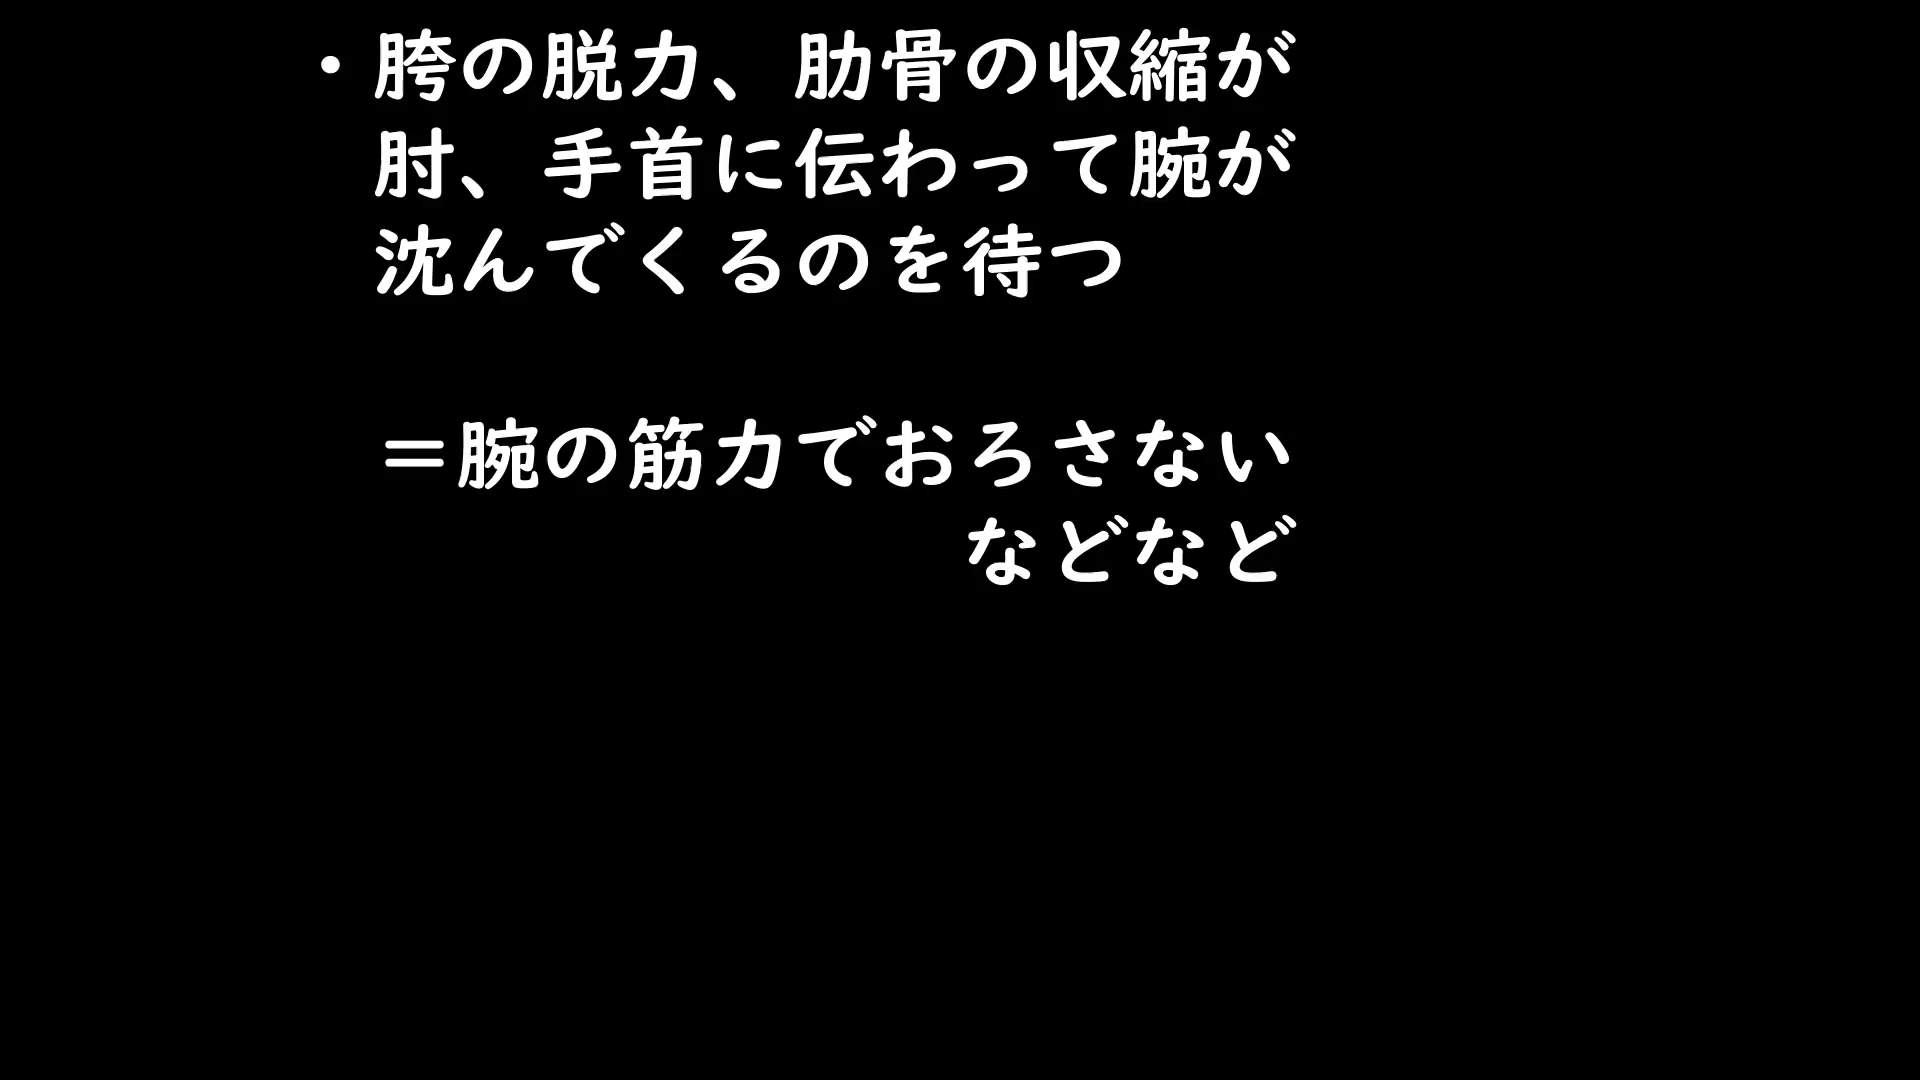 ・胯の脱力、肋骨の収縮が
肘、手首に伝わって腕が
沈んでくるのを待つ
＝腕の筋力でおろさない
などなど